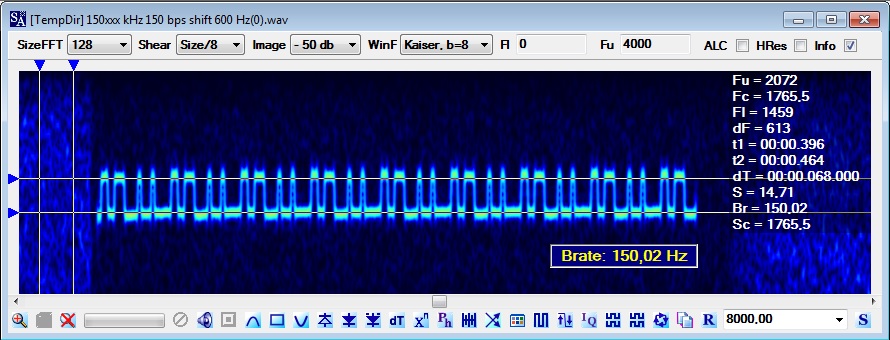 SA [TempDir] 150xxx kHz 150 bps shift 600 Hz(0).wav
SizeFFT 128 Shear Size/8 Image - 50 db WinF Kaiser, b=8 Fl 0 Fu 4000 ALC HRes Info
Fu = 2072
Fc = 1765,5
Fl = 1459
dF = 613
t1 = 00:00.396
t2 = 00:00.464
dT = 00:00.068.000
S = 14,71
Br = 150,02
Sc = 1765.5
Brate: 150,02 Hz
dT Xn Ph IQ R 8000,00 S